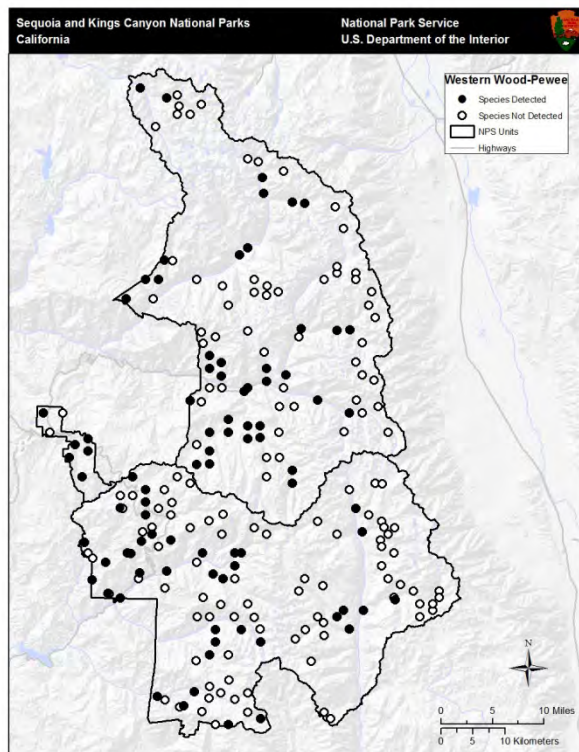 Sequoia and Kings Canyon National Parks
California
National Park Service
U.S. Department of the Interior
Western Wood-Pewee
Species Detected
Species Not Detected
NPS Units
Highways
N
0 5 10 Miles
0 5 10 Kilometers